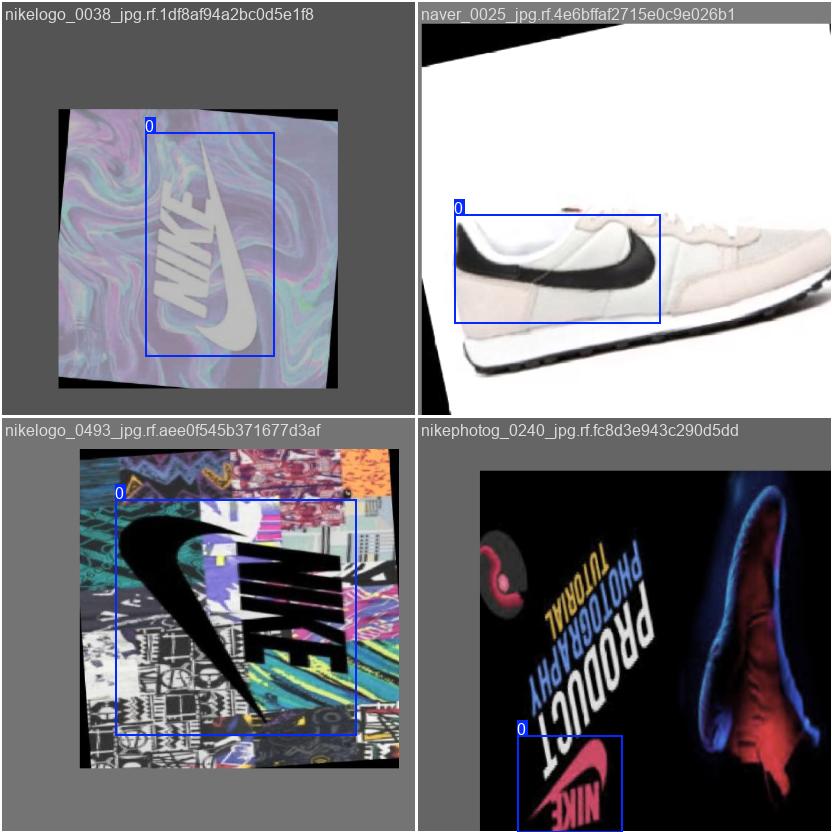 nikelogo_0038_jpg.rf.1df8af94a2bc0d5e1f8
naver_0025_jpg.rf.4e6bffaf2715e0c9e026b1
0
NIKE
0
nikelogo_0493_jpg.rf.aee0f545b371677d3af
nikephotog_0240_jpg.rf.fc8d3e943c290d5dd
0
NIKE
TUTORIAL
PHOTOGRAPHY
PRODUCT
0
NIKE